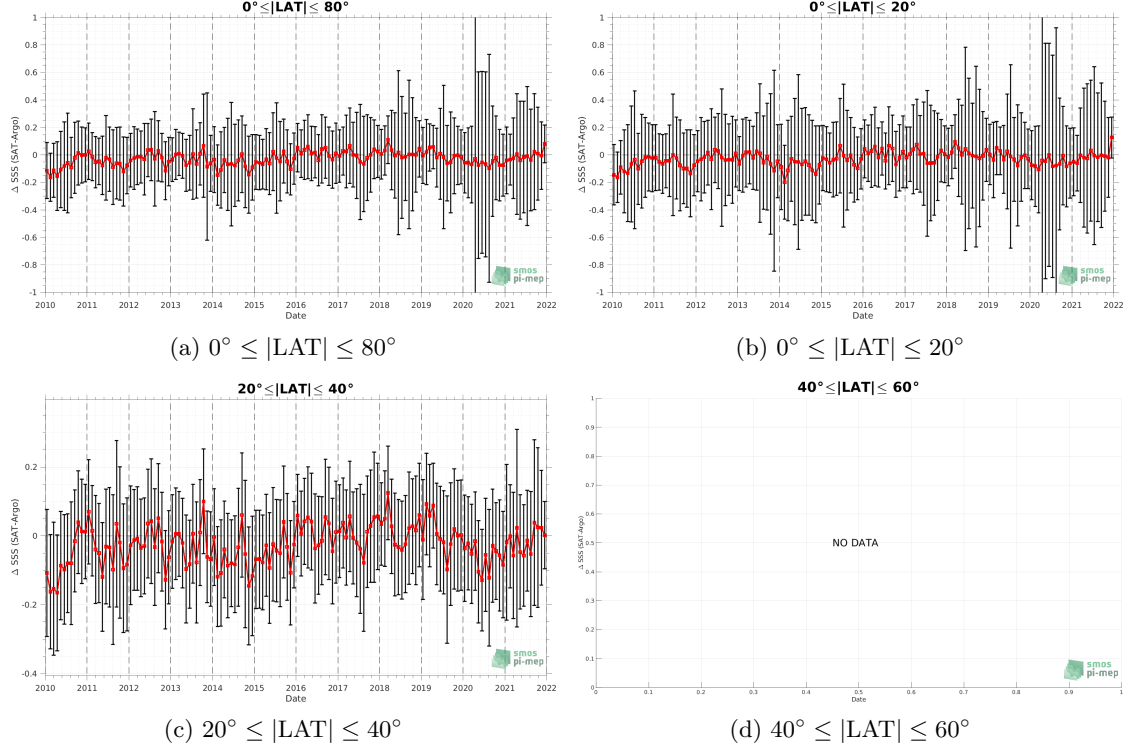 0°≤|LAT|≤ 80°
Δ SSS (SAT-Argo)
1
0.8
0.6
0.4
0.2
0
-0.2
-0.4
-0.6
-0.8
-1
2010 2011 2012 2013 2014 2015 2016 2017 2018 2019 2020 2021 2022
Date
smos
pi-mep
(a) 0° ≤ |LAT| ≤ 80°
0°≤|LAT|≤ 20°
Δ SSS (SAT-Argo)
1
0.8
0.6
0.4
0.2
0
-0.2
-0.4
-0.6
-0.8
-1
2010 2011 2012 2013 2014 2015 2016 2017 2018 2019 2020 2021 2022
Date
smos
pi-mep
(b) 0° ≤ |LAT| ≤ 20°
20°≤|LAT|≤ 40°
Δ SSS (SAT-Argo)
0.2
0
-0.2
-0.4
2010 2011 2012 2013 2014 2015 2016 2017 2018 2019 2020 2021 2022
Date
smos
pi-mep
(c) 20° ≤ |LAT| ≤ 40°
40°≤|LAT|≤ 60°
Δ SSS (SAT-Argo)
1
0.9
0.8
0.7
0.6
0.5
0.4
0.3
0.2
0.1
0
NO DATA
0 0.1 0.2 0.3 0.4 0.5 0.6 0.7 0.8 0.9 1
Date
smos
pi-mep
(d) 40° ≤ |LAT| ≤ 60°